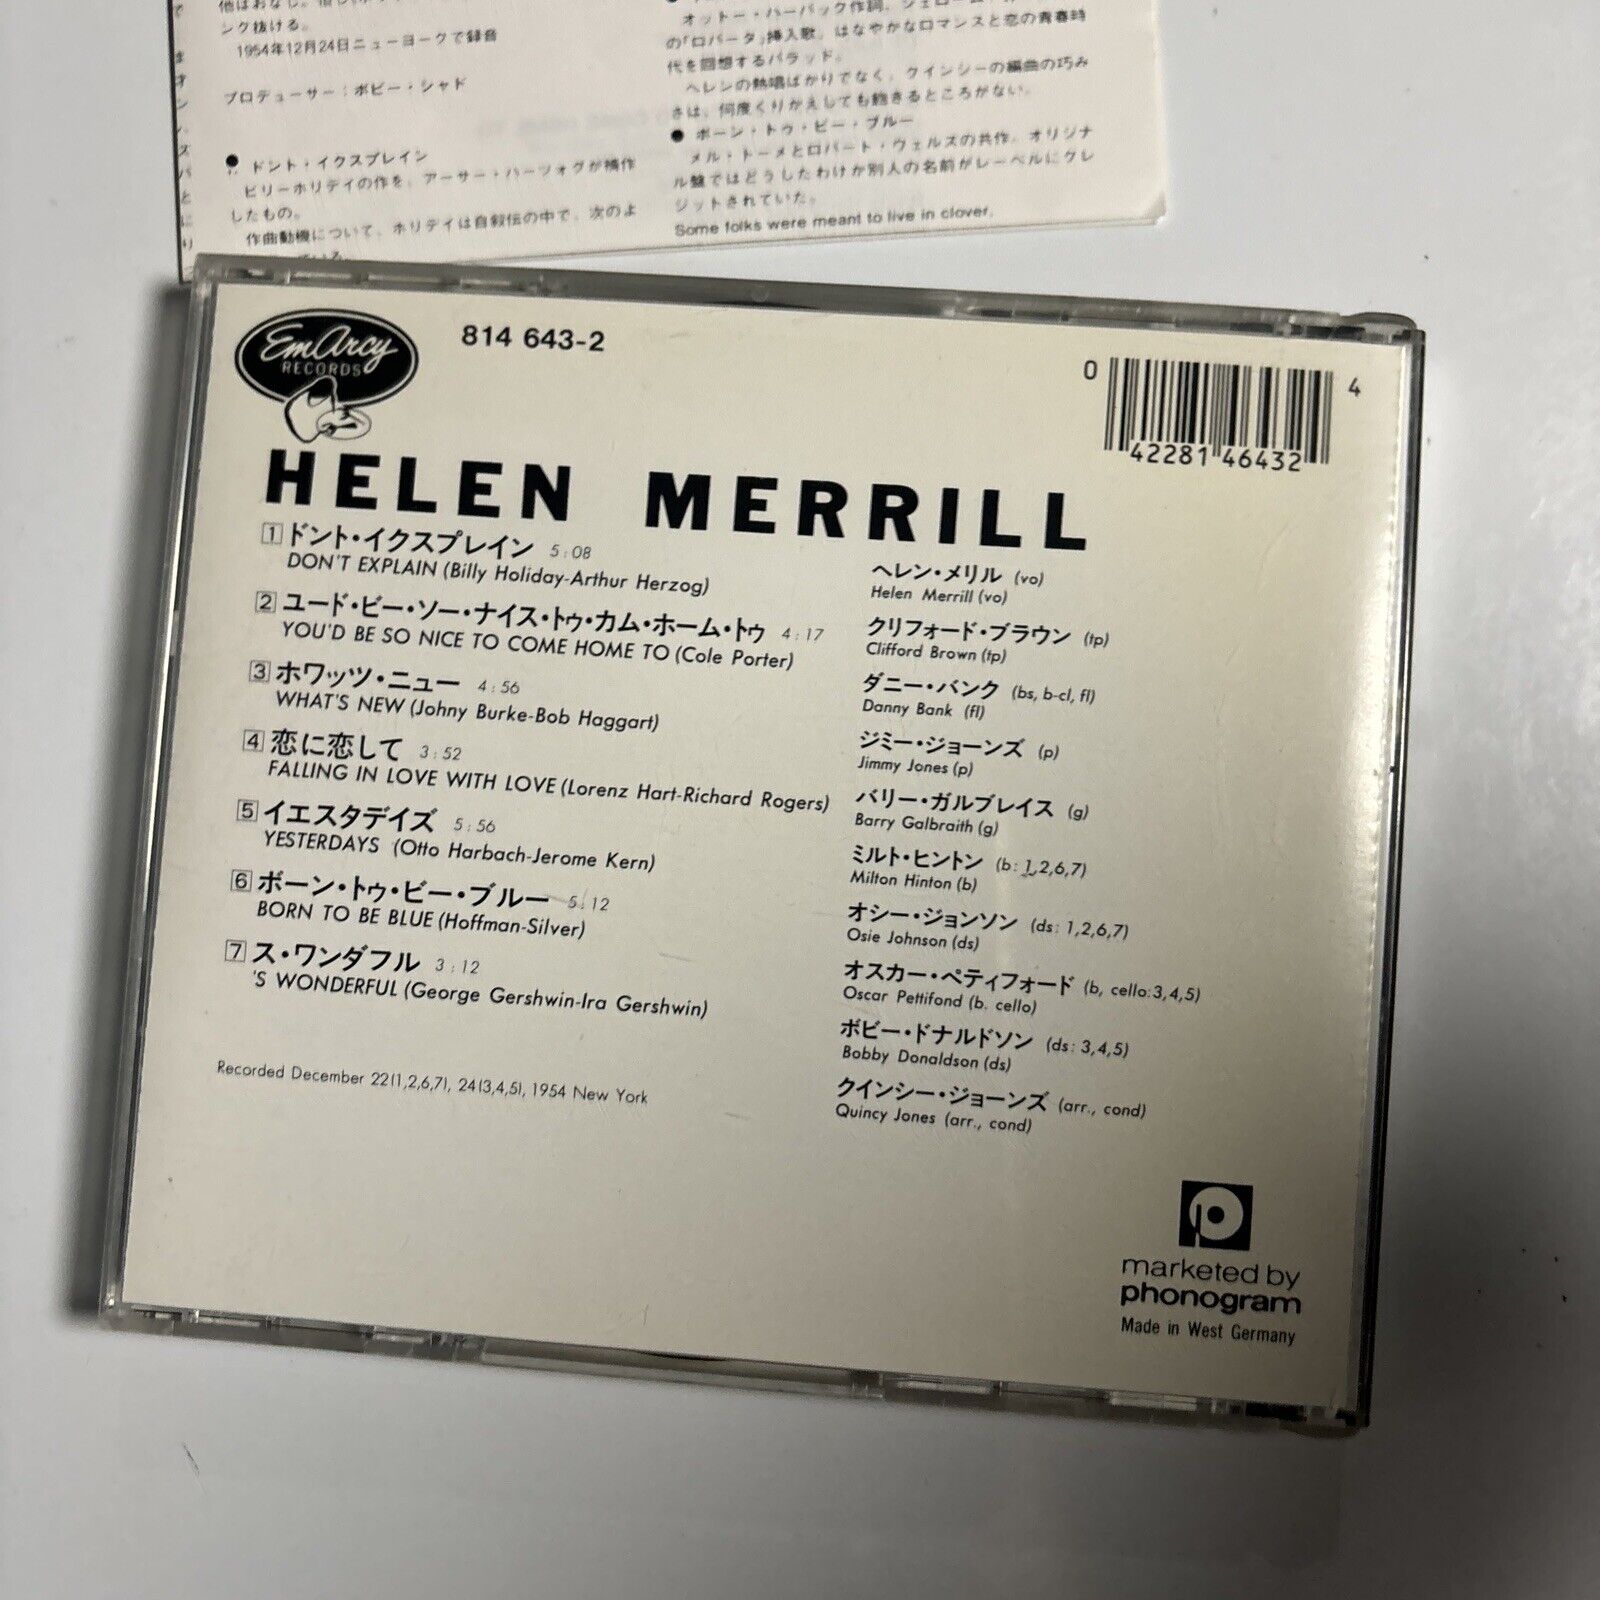 ング抜ける。
1954年12月24日ニューヨークで録音
プロデューサー：ボビー・シャド
● ドント・イクスプレイン
ビリーホリデイの作を、アーサー・ハーツォグが補作
したもの。
作曲動機について、ホリデイは自叙伝の中で、次のよ
オットー・ハーバック作詞、ジェローム・
の「ロバータ」挿入歌。はなやかなロマンスと恋の青春時
代を回想するバラッド。
ヘレンの熱唱ばかりでなく、クインシーの編曲の巧み
さは、何度くりかえしても飽きるところがない。
● ボーン・トゥ・ビー・ブルー
メル・トーメとロバート・ウェルズの共作。オリジナ
ル盤ではどうしたわけか別人の名前がレーベルにクレ
ジットされていた。
Some folks were meant to live in clover,
EmArcy
RECORDS
814 643-2
0 42281 46432 4
HELEN MERRILL
1 ドント・イクスプレイン 5:08
DON'T EXPLAIN (Billy Holiday-Arthur Herzog)
2 ユード・ビー・ソー・ナイス・トゥ・カム・ホーム・トゥ 4:17
YOU'D BE SO NICE TO COME HOME TO (Cole Porter)
3 ホワッツ・ニュー 4:56
WHAT'S NEW (Johny Burke-Bob Haggart)
4 恋に恋して 3:52
FALLING IN LOVE WITH LOVE (Lorenz Hart-Richard Rogers)
5 イエスタデイズ 5:56
YESTERDAYS (Otto Harbach-Jerome Kern)
6 ボーン・トゥ・ビー・ブルー 5:12
BORN TO BE BLUE (Hoffman-Silver)
7 ス・ワンダフル 3:12
'S WONDERFUL (George Gershwin-Ira Gershwin)
Recorded December 22(1,2,6,7), 24(3,4,5), 1954 New York
ヘレン・メリル (vo)
Helen Merrill (vo)
クリフォード・ブラウン (tp)
Clifford Brown (tp)
ダニー・バンク (bs, b-cl, fl)
Danny Bank (fl)
ジミー・ジョーンズ (p)
Jimmy Jones (p)
バリー・ガルブレイス (g)
Barry Galbraith (g)
ミルト・ヒントン (b: 1,2,6,7)
Milton Hinton (b)
オシー・ジョンソン (ds: 1,2,6,7)
Osie Johnson (ds)
オスカー・ペティフォード (b, cello:3,4,5)
Oscar Pettifond (b. cello)
ボビー・ドナルドソン (ds: 3,4,5)
Bobby Donaldson (ds)
クインシー・ジョーンズ (arr., cond)
Quincy Jones (arr., cond)
marketed by
phonogram
Made in West Germany